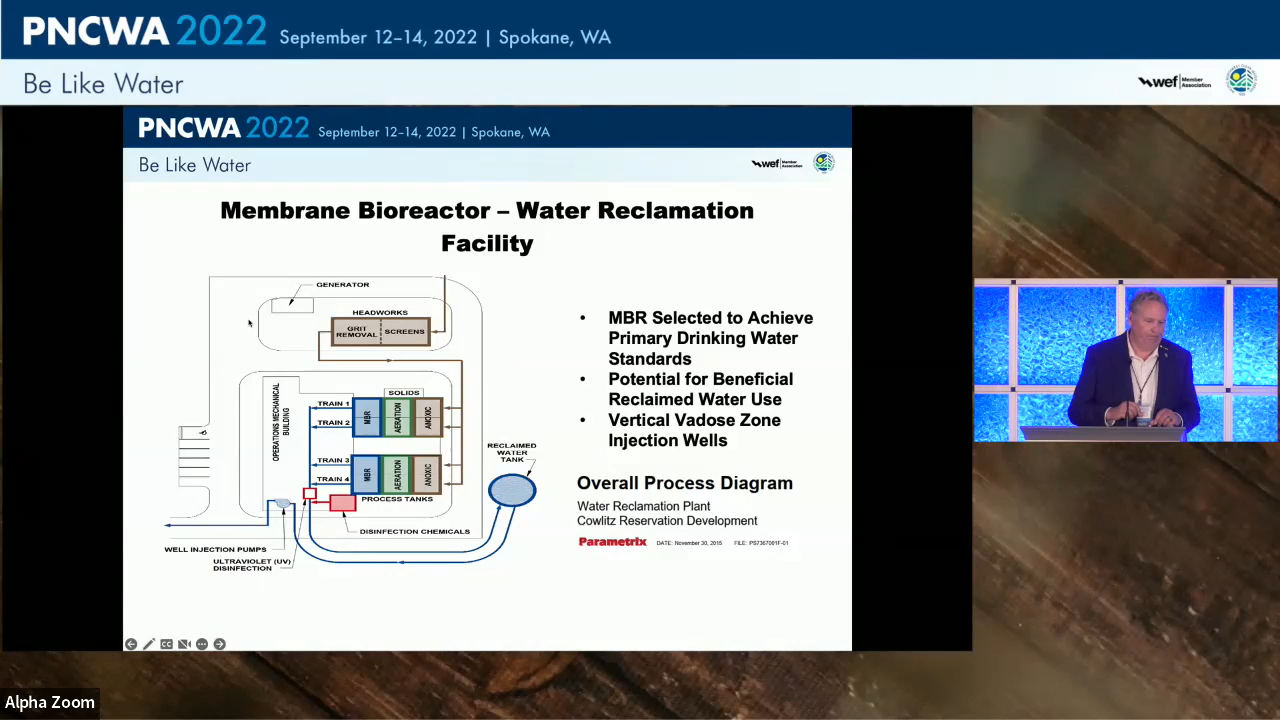 PNCWA 2022 September 12–14, 2022 | Spokane, WA
Be Like Water
wef Member Association
PNCWA 2022 September 12–14, 2022 | Spokane, WA
Be Like Water
wef Member Association
Membrane Bioreactor – Water Reclamation
Facility
GENERATOR
HEADWORKS
GRIT REMOVAL
SCREENS
OPERATIONS MECHANICAL BUILDING
SOLIDS
TRAIN 1
TRAIN 2
MBR
AERATION
ANOXIC
TRAIN 3
TRAIN 4
MBR
AERATION
ANOXIC
PROCESS TANKS
RECLAIMED
WATER
TANK
DISINFECTION CHEMICALS
WELL INJECTION PUMPS
ULTRAVIOLET (UV)
DISINFECTION
• MBR Selected to Achieve
Primary Drinking Water
Standards
• Potential for Beneficial
Reclaimed Water Use
• Vertical Vadose Zone
Injection Wells
Overall Process Diagram
Water Reclamation Plant
Cowlitz Reservation Development
Parametrix DATE: November 30, 2015 FILE: PS7367001F-01
CC
Alpha Zoom